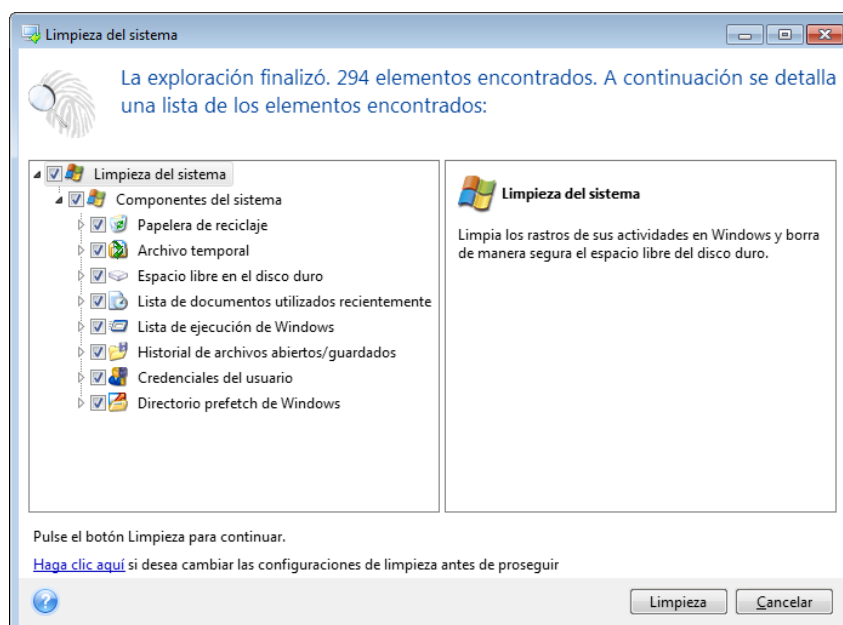 Limpieza del sistema
La exploración finalizó. 294 elementos encontrados. A continuación se detalla
una lista de los elementos encontrados:
Limpieza del sistema
Componentes del sistema
Papelera de reciclaje
Archivo temporal
Espacio libre en el disco duro
Lista de documentos utilizados recientemente
Lista de ejecución de Windows
Historial de archivos abiertos/guardados
Credenciales del usuario
Directorio prefetch de Windows
Limpieza del sistema
Limpia los rastros de sus actividades en Windows y borra
de manera segura el espacio libre del disco duro.
Pulse el botón Limpieza para continuar.
Haga clic aquí si desea cambiar las configuraciones de limpieza antes de proseguir
Limpieza
Cancelar